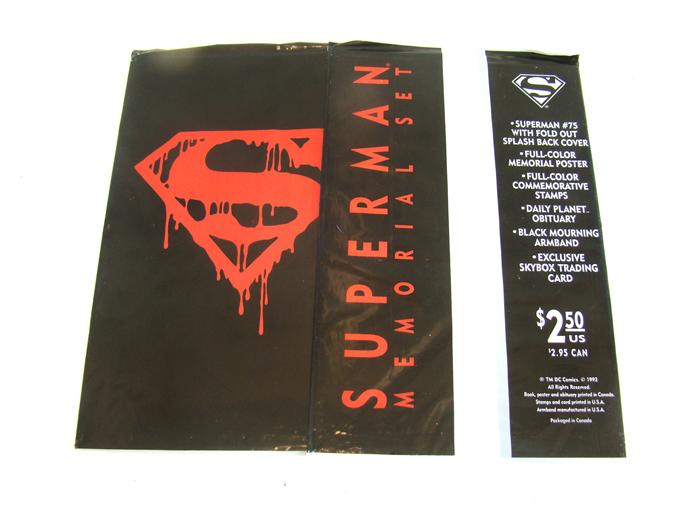 S
SUPERMAN
MEMORIAL SET
S
• SUPERMAN #75
WITH FOLD OUT
SPLASH BACK COVER
• FULL-COLOR
MEMORIAL POSTER
• FULL-COLOR
COMMEMORATIVE
STAMPS
• DAILY PLANET™
OBITUARY
• BLACK MOURNING
ARMBAND
• EXCLUSIVE
SKYBOX TRADING
CARD
$2.50
US
$2.95 CAN
® TM DC Comics. © 1992
All Rights Reserved.
Book, poster and obituary printed in Canada.
Stamps and card printed in U.S.A.
Armband manufactured in U.S.A.
Packaged in Canada